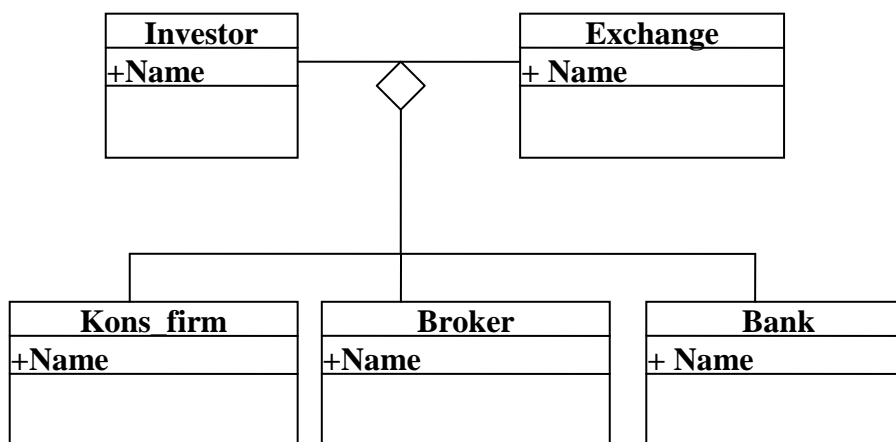 Investor
+Name
Exchange
+ Name
Kons_firm
+Name
Broker
+Name
Bank
+ Name